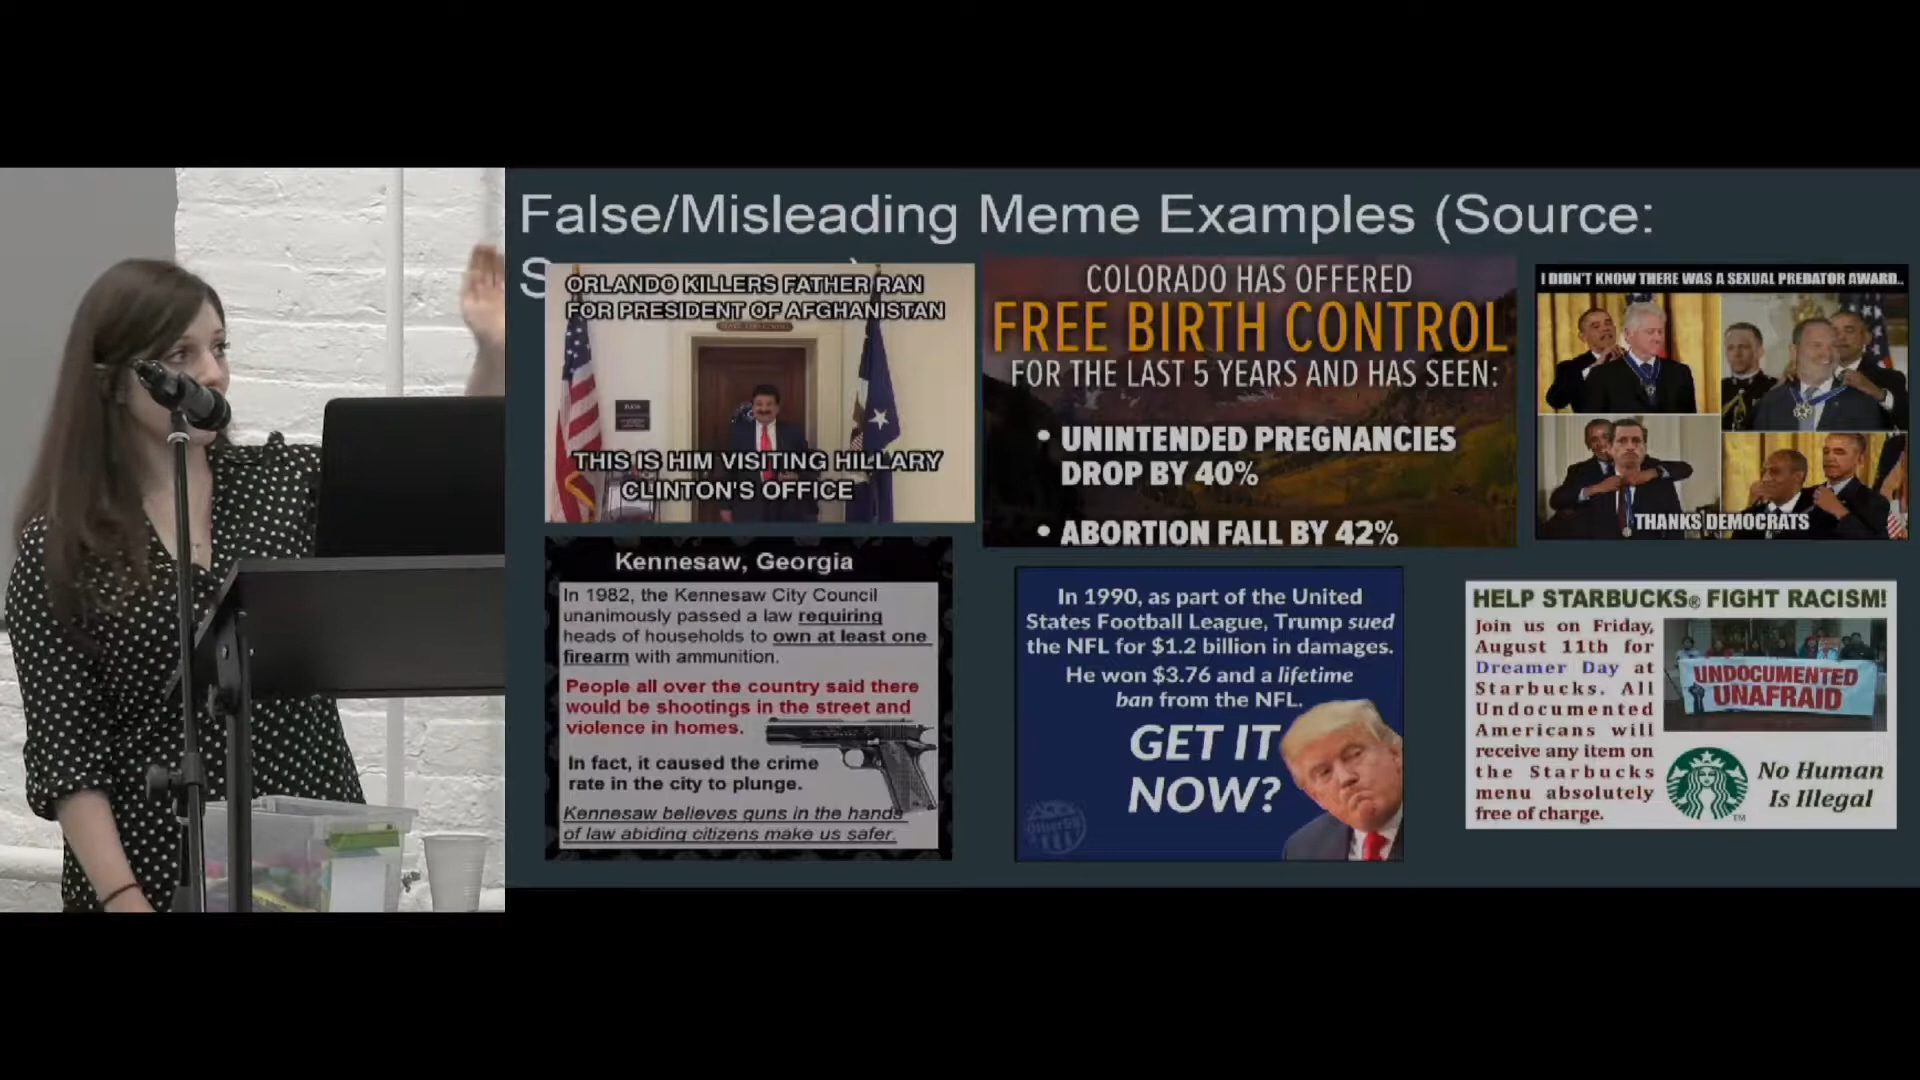 False/Misleading Meme Examples (Source:
ORLANDO KILLERS FATHER RAN
FOR PRESIDENT OF AFGHANISTAN
THIS IS HIM VISITING HILLARY
CLINTON'S OFFICE
COLORADO HAS OFFERED
FREE BIRTH CONTROL
FOR THE LAST 5 YEARS AND HAS SEEN:
• UNINTENDED PREGNANCIES
DROP BY 40%
• ABORTION FALL BY 42%
I DIDN'T KNOW THERE WAS A SEXUAL PREDATOR AWARD..
THANKS DEMOCRATS
Kennesaw, Georgia
In 1982, the Kennesaw City Council
unanimously passed a law requiring
heads of households to own at least one
firearm with ammunition.
People all over the country said there
would be shootings in the street and
violence in homes.
In fact, it caused the crime
rate in the city to plunge.
Kennesaw believes guns in the hands
of law abiding citizens make us safer.
In 1990, as part of the United
States Football League, Trump sued
the NFL for $1.2 billion in damages.
He won $3.76 and a lifetime
ban from the NFL.
GET IT
NOW?
Other98
HELP STARBUCKS® FIGHT RACISM!
Join us on Friday,
August 11th for
Dreamer Day at
Starbucks. All
Undocumented
Americans will
receive any item on
the Starbucks
menu absolutely
free of charge.
UNDOCUMENTED
UNAFRAID
No Human
Is Illegal
TM